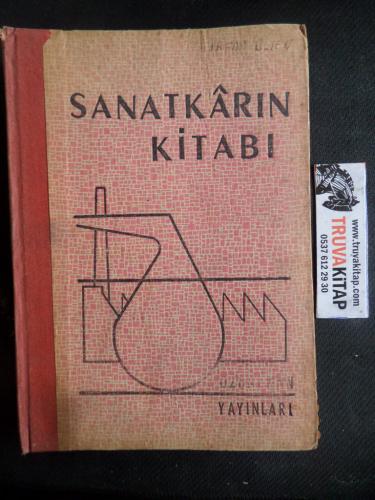 SANATKÂRIN
KİTABI
YAYINLARI
www.truvakitap.com
TRUVAKİTAP
0537 612 29 30